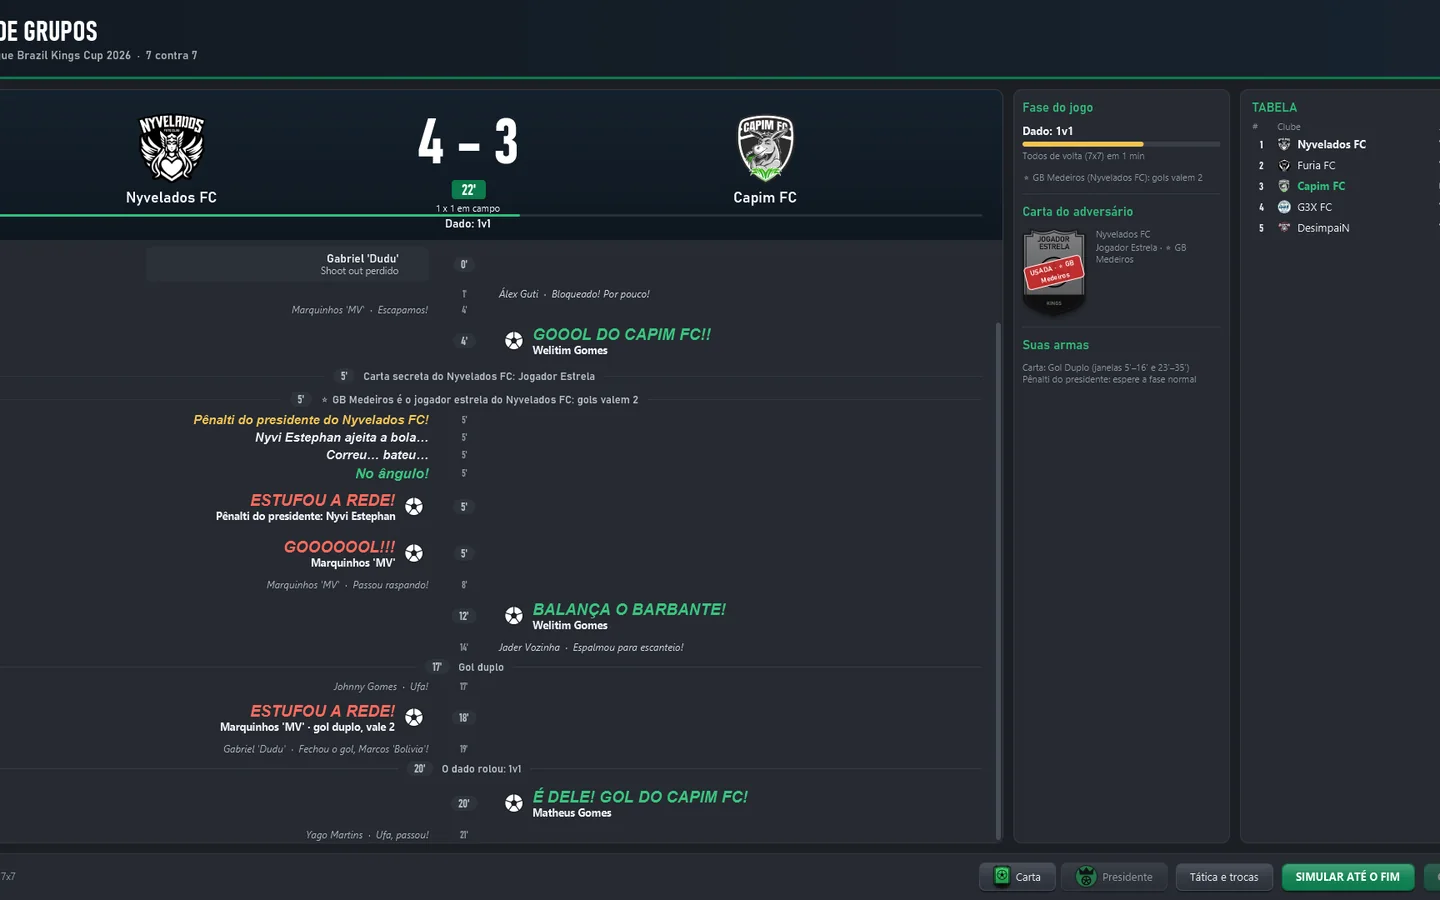 DE GRUPOS
gue Brazil Kings Cup 2026 · 7 contra 7
NYVELADOS
Nyvelados FC
4 – 3
22'
1 x 1 em campo
Dado: 1v1
CAPIM FC
Capim FC
Gabriel 'Dudu'
Shoot out perdido
0'
1'
Álex Guti · Bloqueado! Por pouco!
Marquinhos 'MV' · Escapamos!
4'
4'
GOOOL DO CAPIM FC!!
Welitim Gomes
5' Carta secreta do Nyvelados FC: Jogador Estrela
5' ★ GB Medeiros é o jogador estrela do Nyvelados FC: gols valem 2
Pênalti do presidente do Nyvelados FC!
5'
Nyvi Estephan ajeita a bola...
5'
Correu... bateu...
5'
No ângulo!
5'
ESTUFOU A REDE!
Pênalti do presidente: Nyvi Estephan
5'
GOOOOOOL!!!
Marquinhos 'MV'
5'
Marquinhos 'MV' · Passou raspando!
8'
12'
BALANÇA O BARBANTE!
Welitim Gomes
14'
Jader Vozinha · Espalmou para escanteio!
17' Gol duplo
Johnny Gomes · Ufa!
17'
ESTUFOU A REDE!
Marquinhos 'MV' · gol duplo, vale 2
18'
Gabriel 'Dudu' · Fechou o gol, Marcos 'Bolívia'!
19'
20' O dado rolou: 1v1
20'
É DELE! GOL DO CAPIM FC!
Matheus Gomes
Yago Martins · Ufa, passou!
21'
Fase do jogo
Dado: 1v1
Todos de volta (7x7) em 1 min
★ GB Medeiros (Nyvelados FC): gols valem 2
Carta do adversário
JOGADOR
ESTRELA
USADA · ★ GB
Medeiros
KINGS
Nyvelados FC
Jogador Estrela · ★ GB
Medeiros
Suas armas
Carta: Gol Duplo (janelas 5'–16' e 23'–35')
Pênalti do presidente: espere a fase normal
TABELA
# Clube
1 Nyvelados FC
2 Furia FC
3 Capim FC
4 G3X FC
5 DesimpaiN
7x7
Carta
Presidente
Tática e trocas
SIMULAR ATÉ O FIM